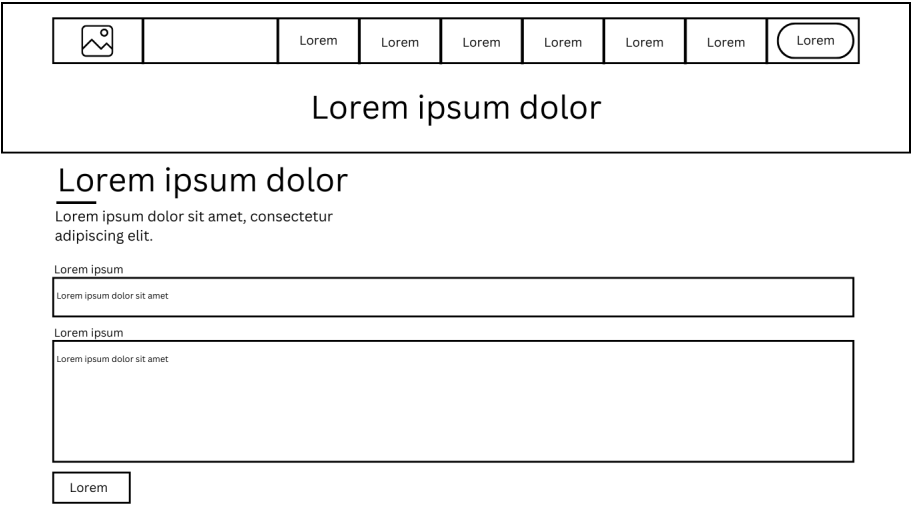 Lorem Lorem Lorem Lorem Lorem Lorem Lorem
Lorem ipsum dolor
Lorem ipsum dolor
Lorem ipsum dolor sit amet, consectetur
adipiscing elit.
Lorem ipsum
Lorem ipsum dolor sit amet
Lorem ipsum
Lorem ipsum dolor sit amet
Lorem